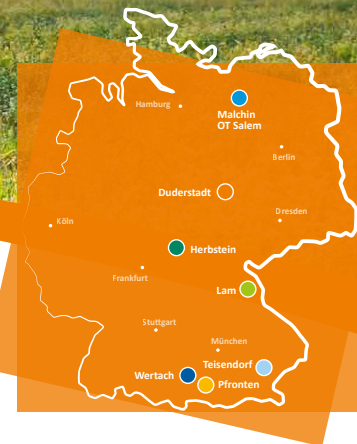 Hamburg
Malchin
OT Salem
Berlin
Duderstadt
Dresden
Köln
Herbstein
Frankfurt
Lam
Stuttgart
München
Teisendorf
Wertach
Pfronten